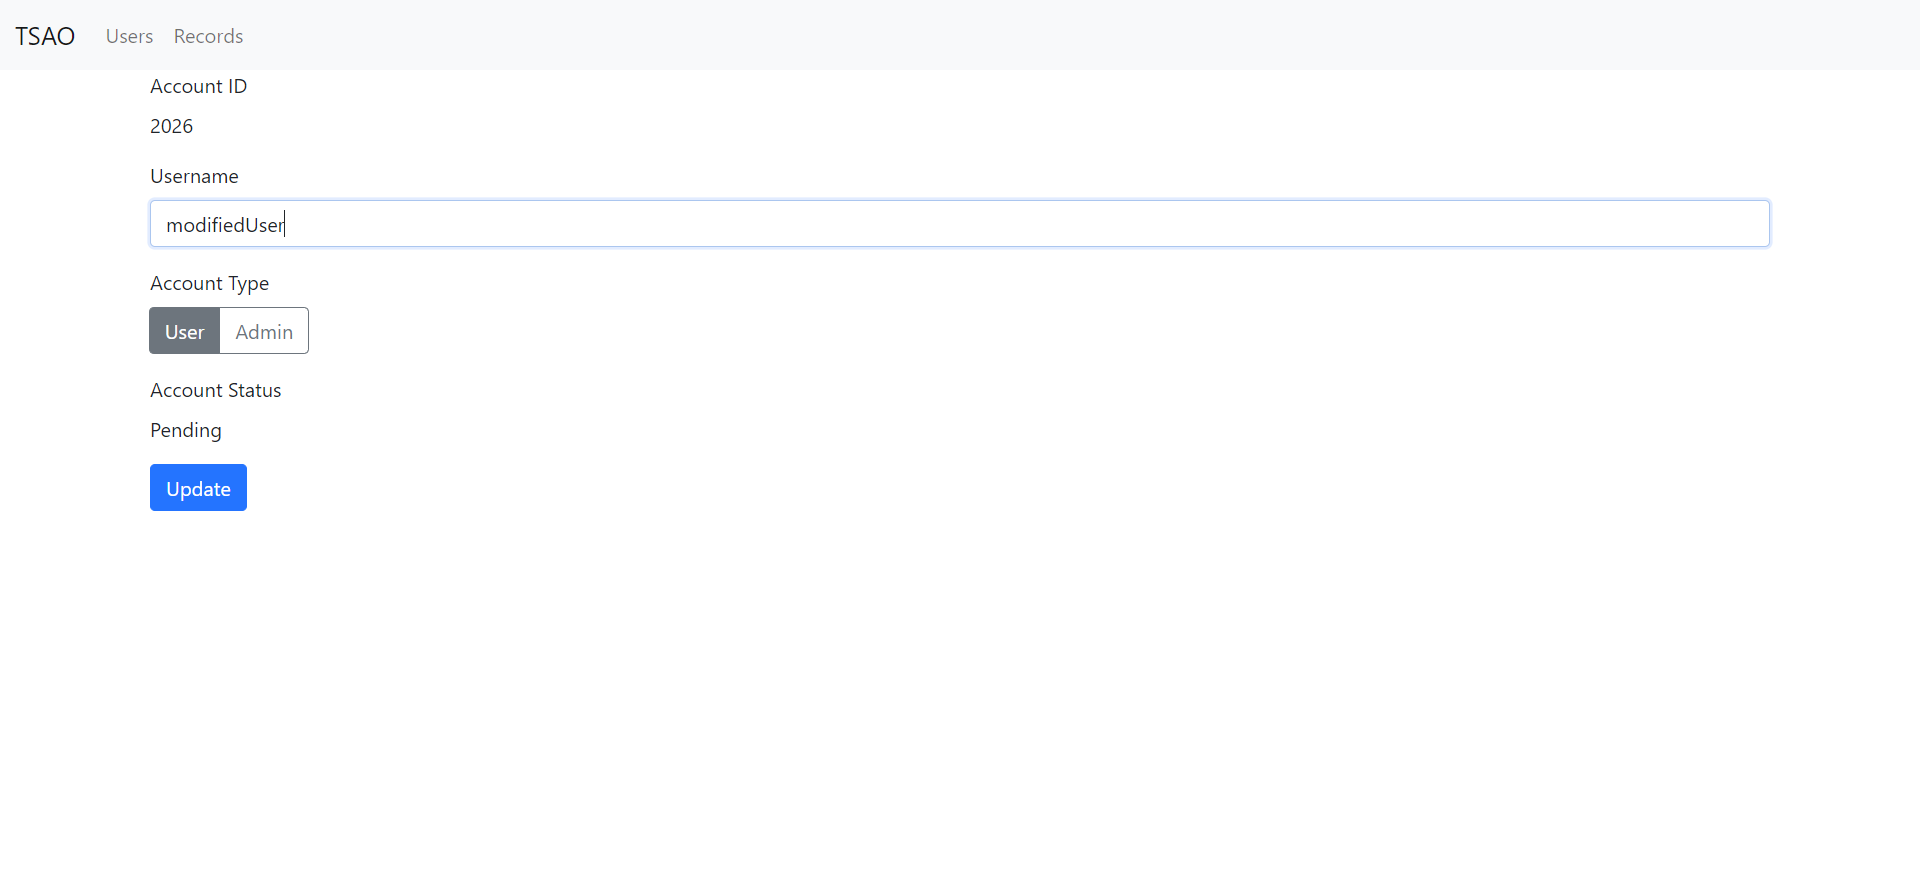 TSAO Users Records
Account ID
2026
Username
modifiedUser
Account Type
User Admin
Account Status
Pending
Update